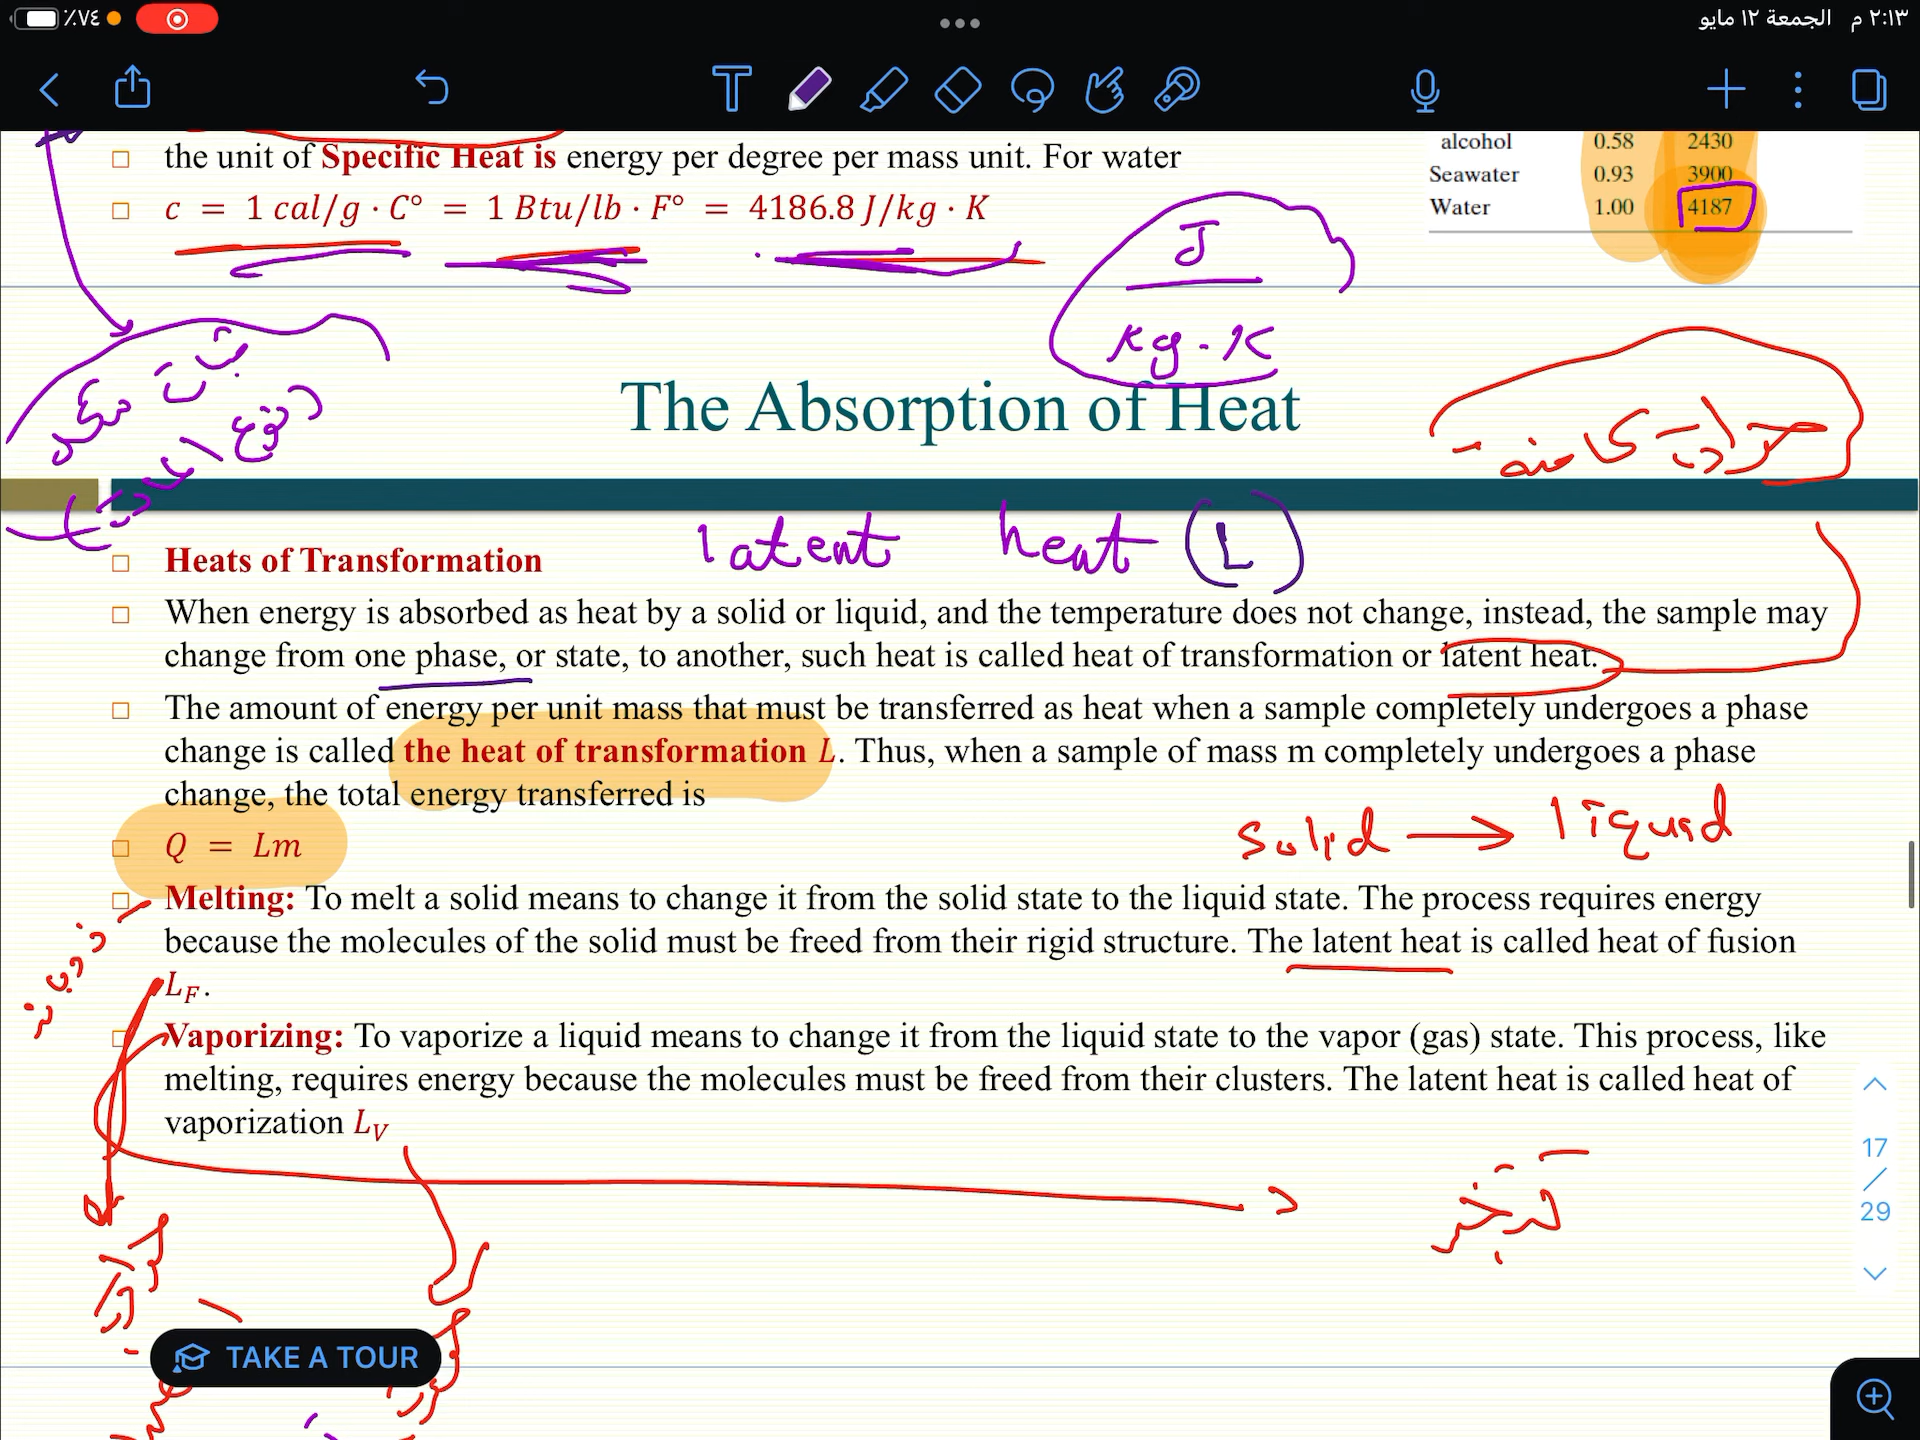 ٪٧٤
٢:١٣ م الجمعة ١٢ مايو
the unit of Specific Heat is energy per degree per mass unit. For water
c = 1 cal/g · C° = 1 Btu/lb · F° = 4186.8 J/kg · K
alcohol 0.58 2430
Seawater 0.93 3900
Water 1.00 4187
J
kg . K
The Absorption of Heat
حرارة كامنة
latent heat (L)
Heats of Transformation
When energy is absorbed as heat by a solid or liquid, and the temperature does not change, instead, the sample may
change from one phase, or state, to another, such heat is called heat of transformation or latent heat.
The amount of energy per unit mass that must be transferred as heat when a sample completely undergoes a phase
change is called the heat of transformation L. Thus, when a sample of mass m completely undergoes a phase
change, the total energy transferred is
solid → liquid
Q = Lm
Melting: To melt a solid means to change it from the solid state to the liquid state. The process requires energy
because the molecules of the solid must be freed from their rigid structure. The latent heat is called heat of fusion
L_F.
Vaporizing: To vaporize a liquid means to change it from the liquid state to the vapor (gas) state. This process, like
melting, requires energy because the molecules must be freed from their clusters. The latent heat is called heat of
vaporization L_V
17
/
29
TAKE A TOUR